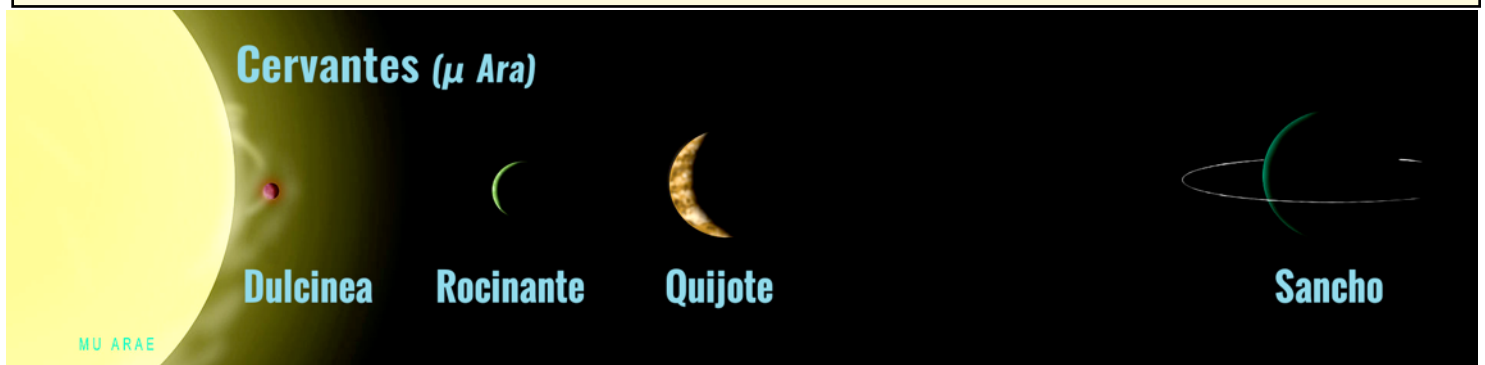 Cervantes (μ Ara)
Dulcinea Rocinante Quijote Sancho
MU ARAE